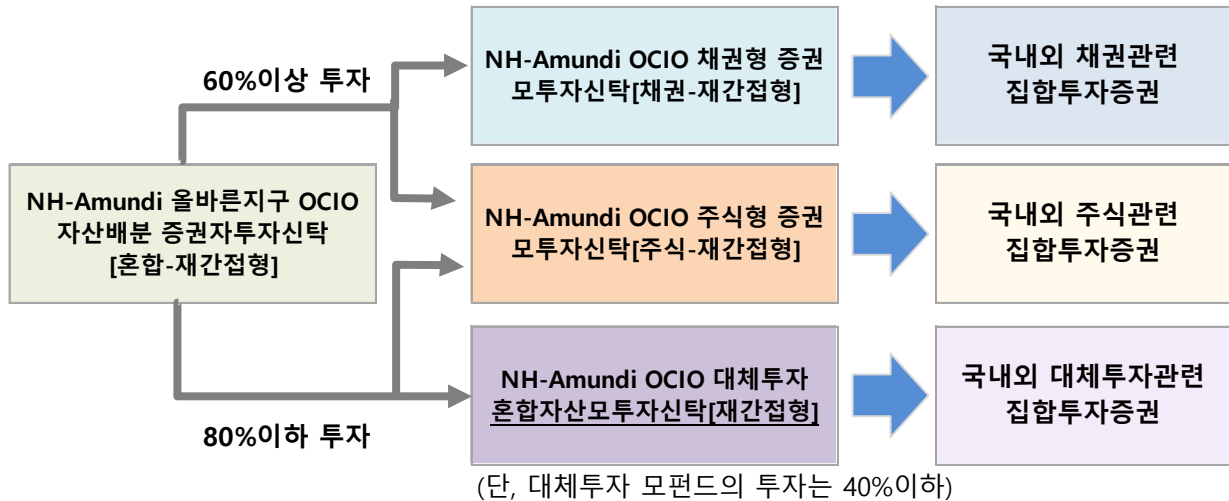 60%이상 투자
NH-Amundi OCIO 채권형 증권
모투자신탁[채권-재간접형]
국내외 채권관련
집합투자증권
NH-Amundi 올바른지구 OCIO
자산배분 증권자투자신탁
[혼합-재간접형]
NH-Amundi OCIO 주식형 증권
모투자신탁[주식-재간접형]
국내외 주식관련
집합투자증권
NH-Amundi OCIO 대체투자
혼합자산모투자신탁[재간접형]
국내외 대체투자관련
집합투자증권
80%이하 투자
(단, 대체투자 모펀드의 투자는 40%이하)